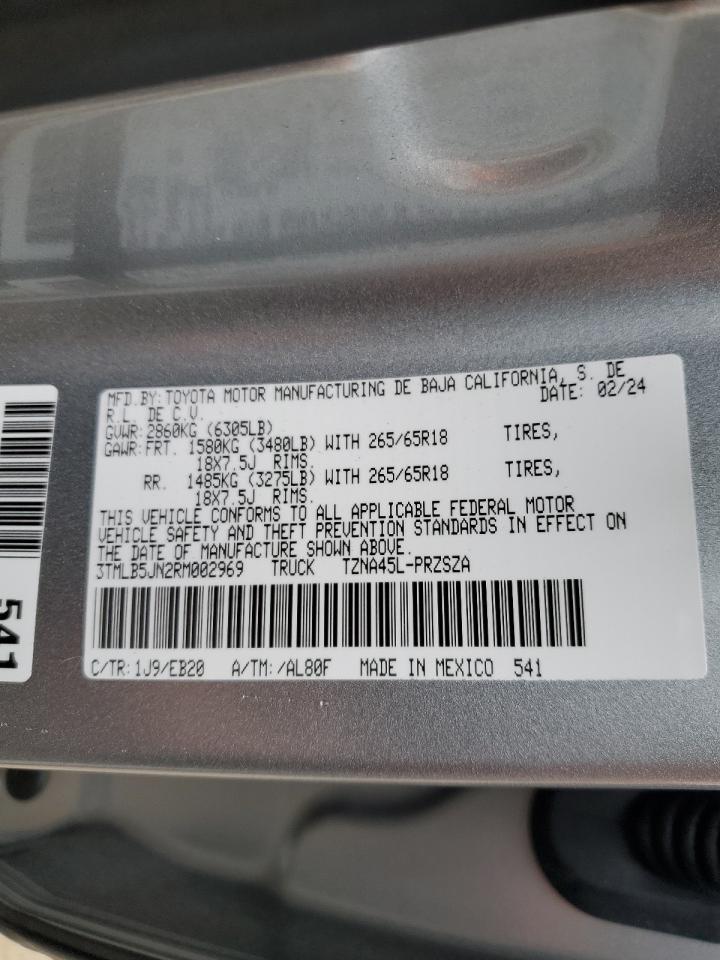 MFD.BY:TOYOTA MOTOR MANUFACTURING DE BAJA CALIFORNIA, S. DE
R.L. DE C.V. DATE: 02/24
GVWR:2860KG (6305LB)
GAWR:FRT. 1580KG (3480LB) WITH 265/65R18 TIRES,
18X7.5J RIMS.
RR. 1485KG (3275LB) WITH 265/65R18 TIRES,
18X7.5J RIMS.
THIS VEHICLE CONFORMS TO ALL APPLICABLE FEDERAL MOTOR
VEHICLE SAFETY AND THEFT PREVENTION STANDARDS IN EFFECT ON
THE DATE OF MANUFACTURE SHOWN ABOVE.
3TMLB5JN2RM002969 TRUCK TZNA45L-PRZSZA
C/TR:1J9/EB20 A/TM:/AL80F MADE IN MEXICO 541
541